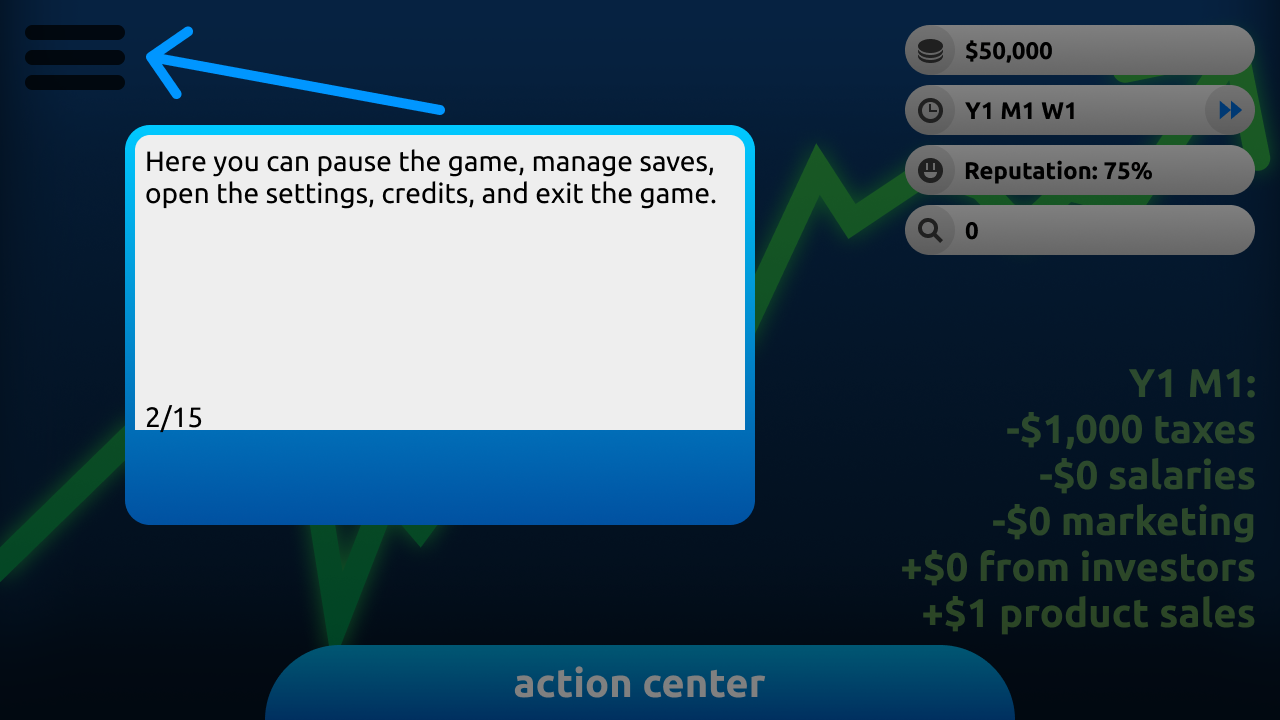 Here you can pause the game, manage saves,
open the settings, credits, and exit the game.
2/15
$50,000
Y1 M1 W1
Reputation: 75%
0
Y1 M1:
-$1,000 taxes
-$0 salaries
-$0 marketing
+$0 from investors
+$1 product sales
action center